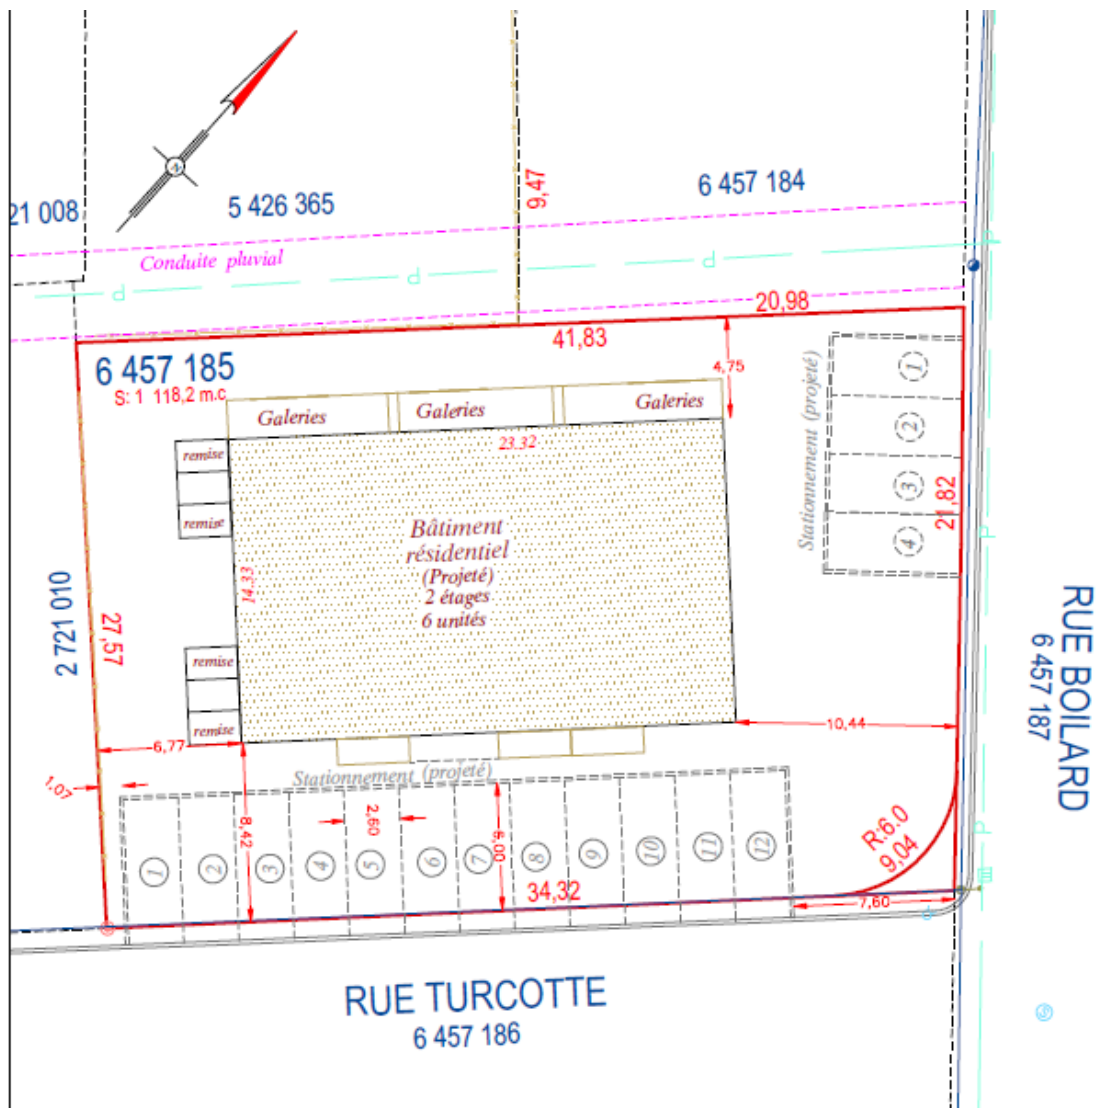 21 008
5 426 365
9,47
6 457 184
N
Conduite pluvial
P
P
P
P
20,98
41,83
6 457 185
S: 1 118,2 m.c
4,75
Galeries
Galeries
Galeries
23.32
remise
remise
Stationnement (projeté)
1
2
3
4
21,82
Bâtiment
résidentiel
(Projeté)
2 étages
6 unités
14.33
2 721 010
27,57
remise
remise
6,77
10,44
P
RUE BOILARD
6 457 187
Stationnement (projeté)
1,07
8,42
2,60
6,00
1
2
3
4
5
6
7
8
9
10
11
12
34,32
R:6.0
9,04
7,60
P
P
RUE TURCOTTE
6 457 186
S